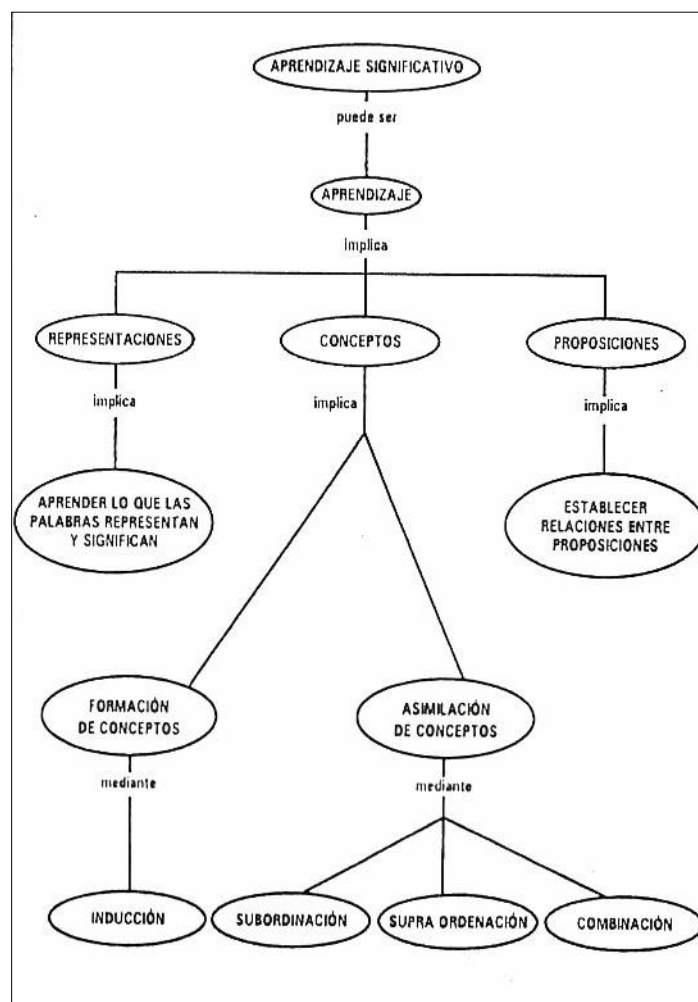 APRENDIZAJE SIGNIFICATIVO
puede ser
APRENDIZAJE
implica
REPRESENTACIONES
CONCEPTOS
PROPOSICIONES
implica
implica
implica
APRENDER LO QUE LAS
PALABRAS REPRESENTAN
Y SIGNIFICAN
ESTABLECER
RELACIONES ENTRE
PROPOSICIONES
FORMACIÓN
DE CONCEPTOS
ASIMILACIÓN
DE CONCEPTOS
mediante
mediante
INDUCCIÓN
SUBORDINACIÓN
SUPRA ORDENACIÓN
COMBINACIÓN